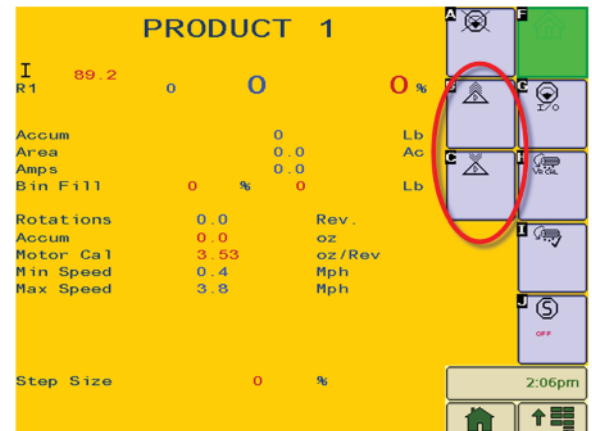 PRODUCT 1
I 89.2
R1 0 0 0 %
Accum 0 Lb
Area 0.0 Ac
Amps 0.0
Bin Fill 0 % 0 Lb
Rotations 0.0 Rev.
Accum 0.0 oz
Motor Cal 3.53 oz/Rev
Min Speed 0.4 Mph
Max Speed 3.8 Mph
Step Size 0 %
A F
G
I/O
C
VR CAL
I
J S
OFF
2:06pm